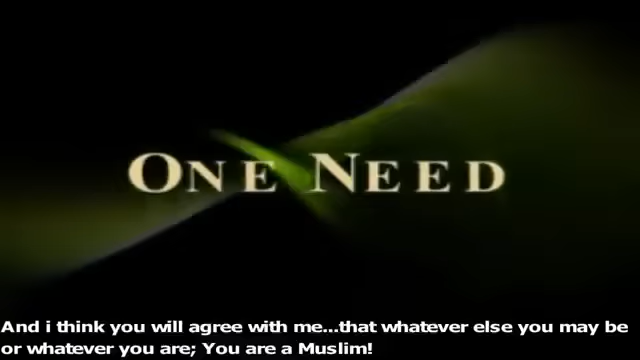 ONE NEED
And i think you will agree with me...that whatever else you may be
or whatever you are; You are a Muslim!